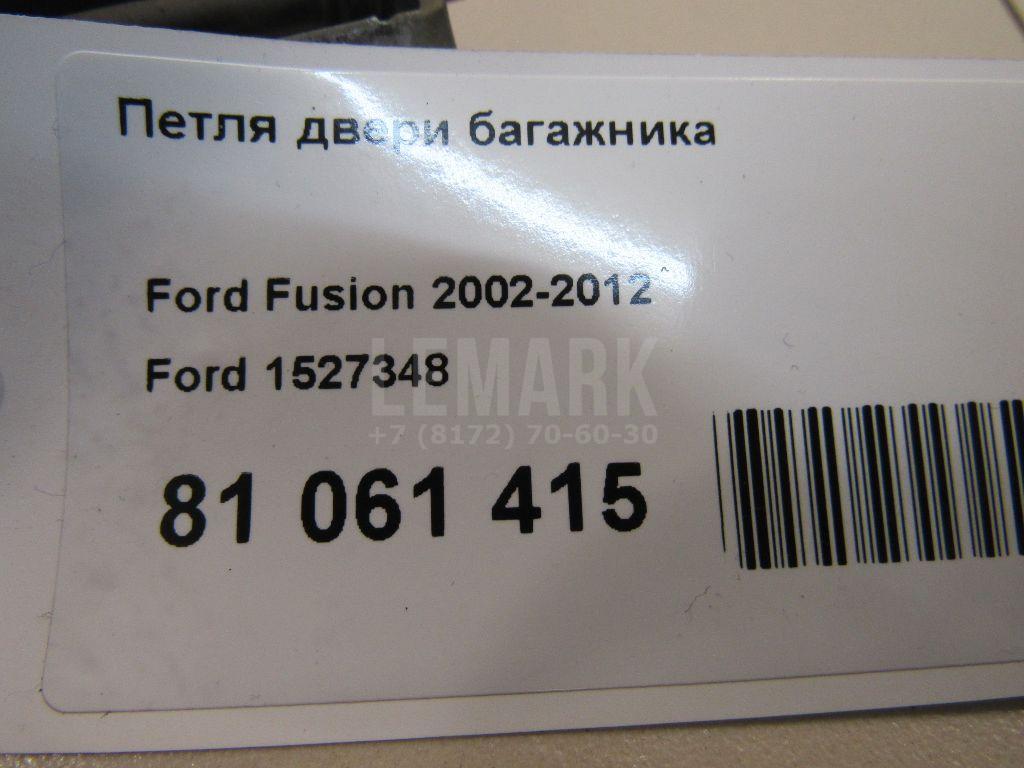 Петля двери багажника
Ford Fusion 2002-2012
Ford 1527348
LEMARK
+7 (8172) 70-60-30
81 061 415